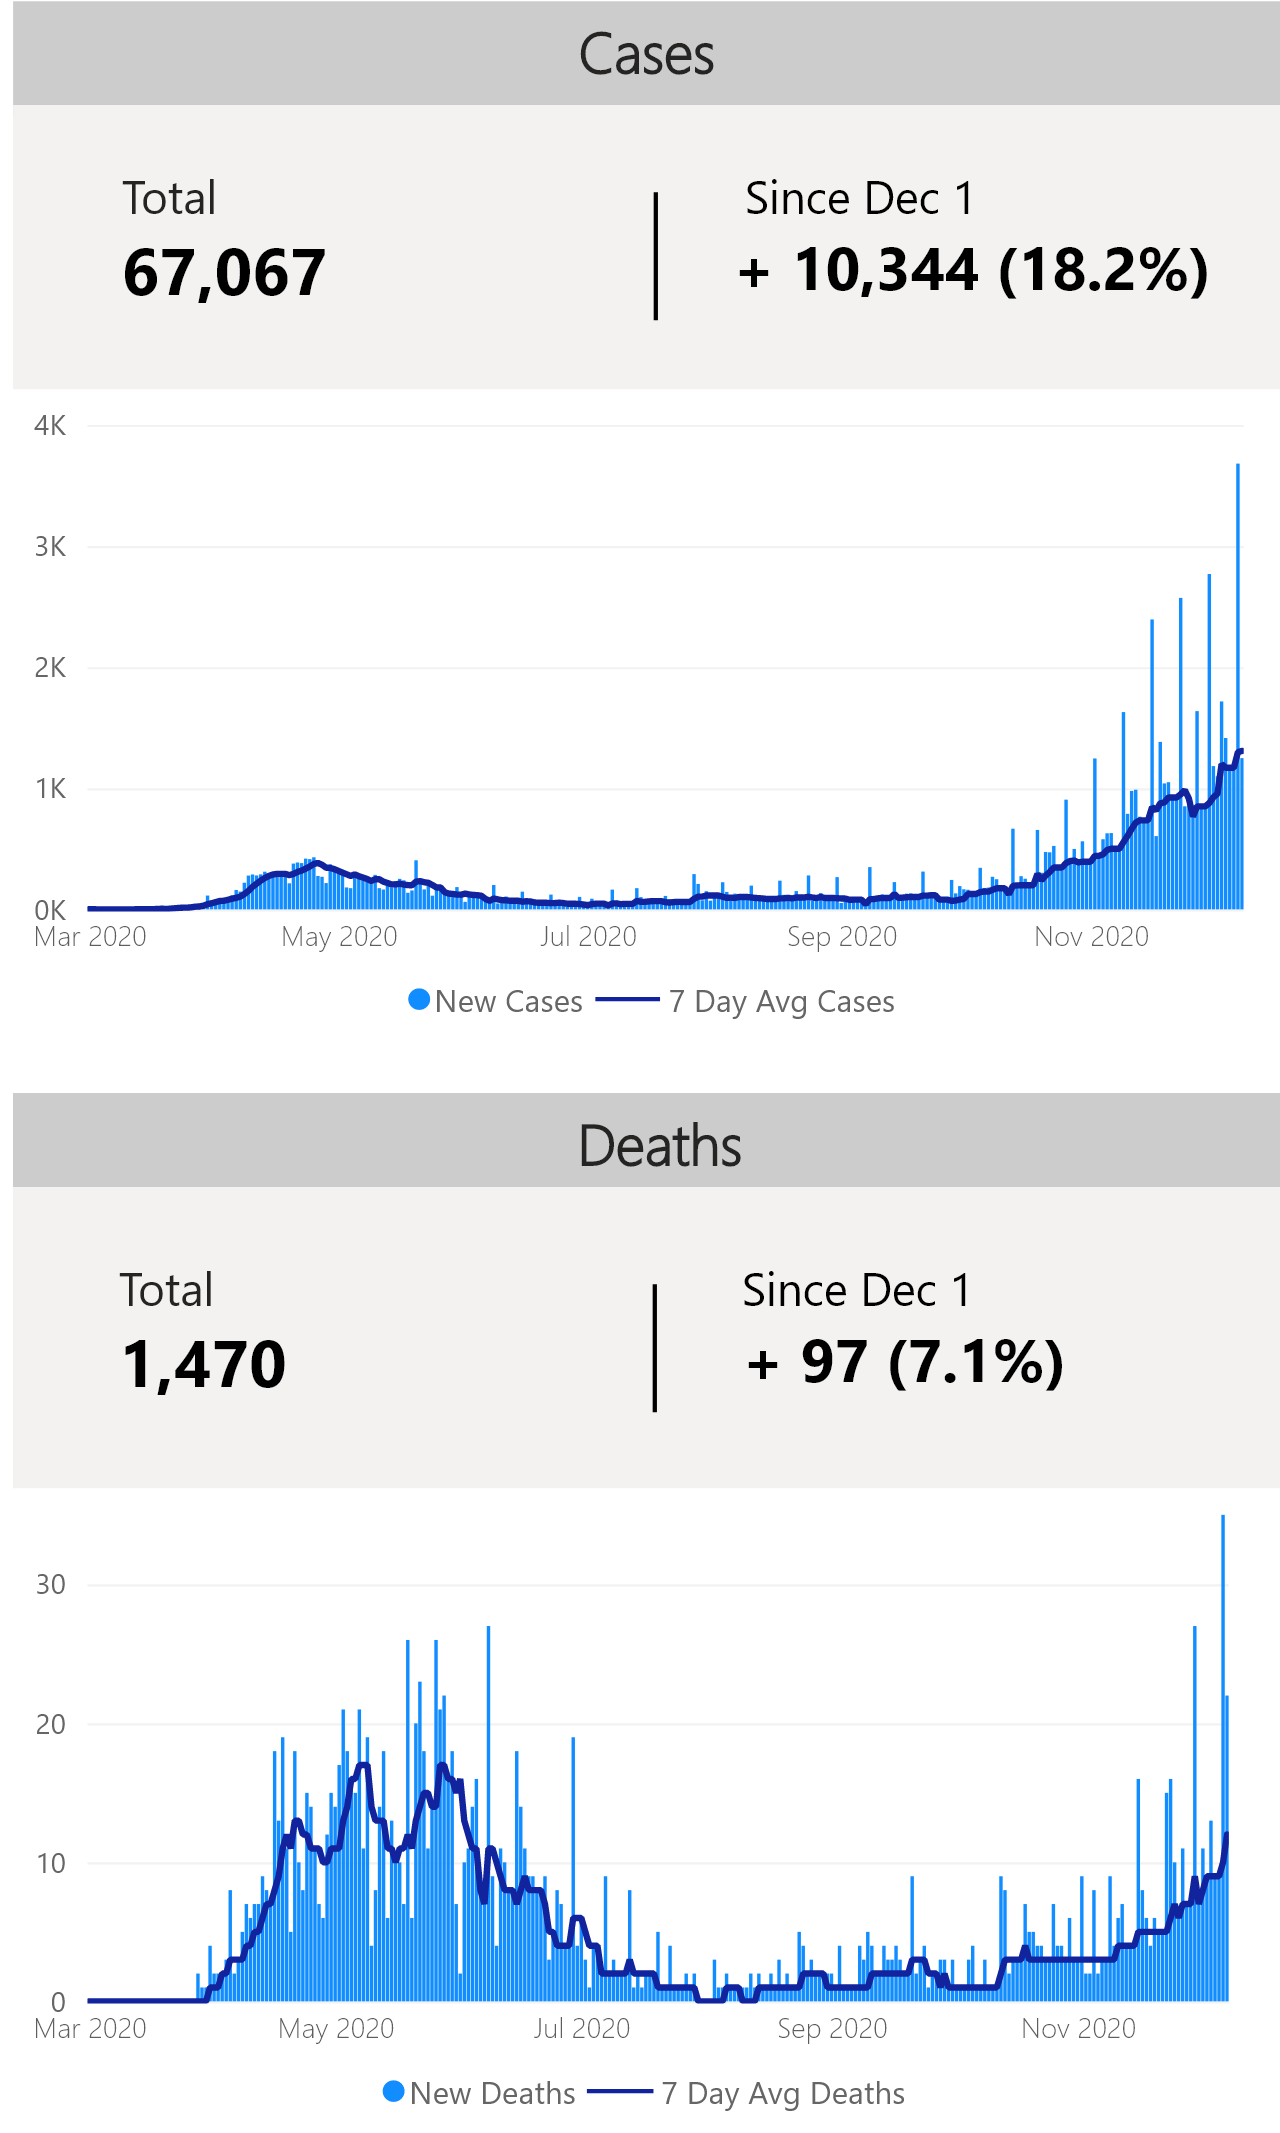 Cases
Total
Since Dec 1
67,067
+ 10,344 (18.2%)
4K
3K
2K
1K
0K
Mar 2020 May 2020 Jul 2020 Sep 2020 Nov 2020
New Cases 7 Day Avg Cases
Deaths
Total
Since Dec 1
1,470
+ 97 (7.1%)
30
20
10
0
Mar 2020 May 2020 Jul 2020 Sep 2020 Nov 2020
New Deaths 7 Day Avg Deaths